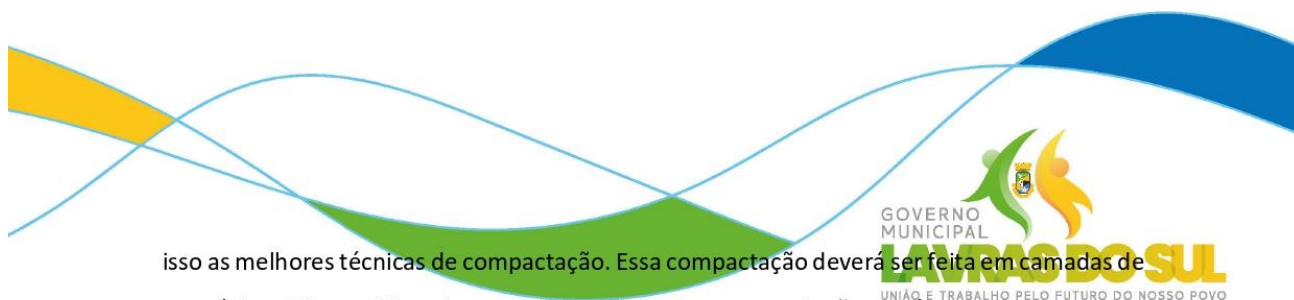 GOVERNO
MUNICIPAL
LAVRAS DO SUL
isso as melhores técnicas de compactação. Essa compactação deverá ser feita em camadas de
UNIÃO E TRABALHO PELO FUTURO DO NOSSO POVO